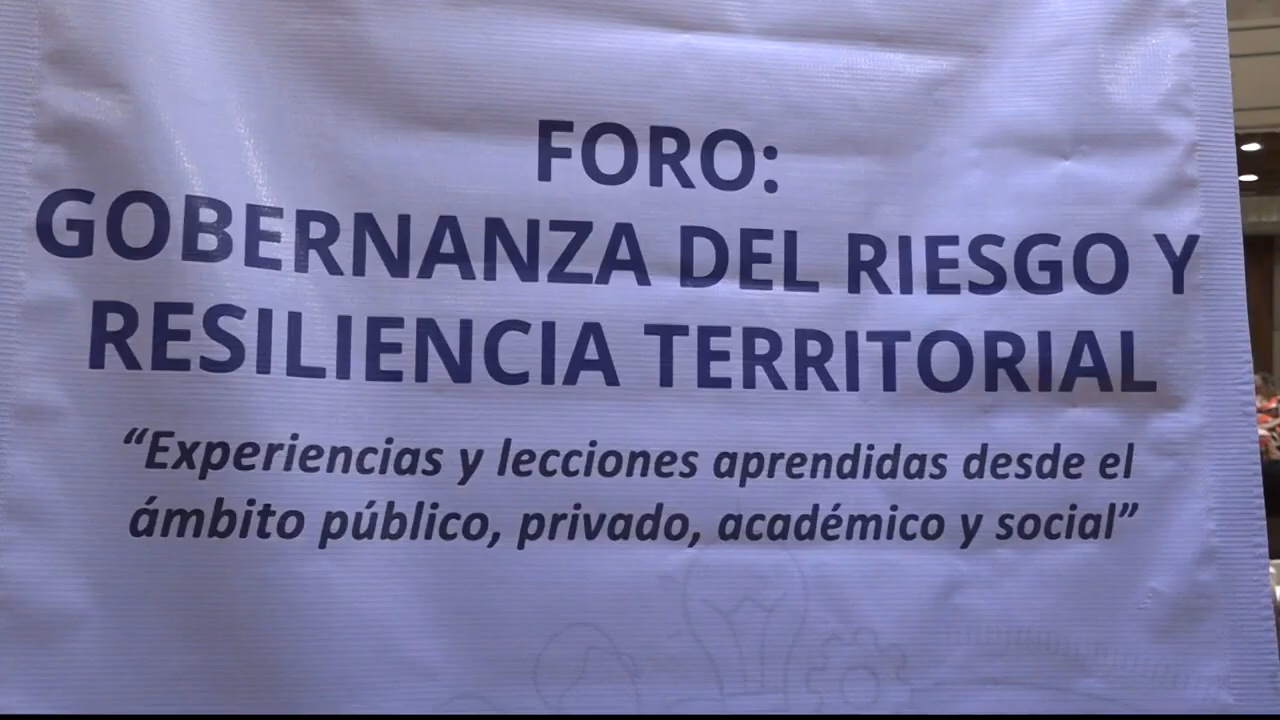 FORO:
GOBERNANZA DEL RIESGO Y
RESILIENCIA TERRITORIAL
“Experiencias y lecciones aprendidas desde el
ámbito público, privado, académico y social”